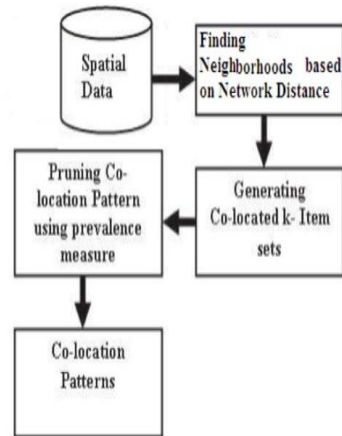 Spatial
Data
Finding
Neighborhoods based
on Network Distance
Generating
Co-located k- Item
sets
Pruning Co-
location Pattern
using prevalence
measure
Co-location
Patterns